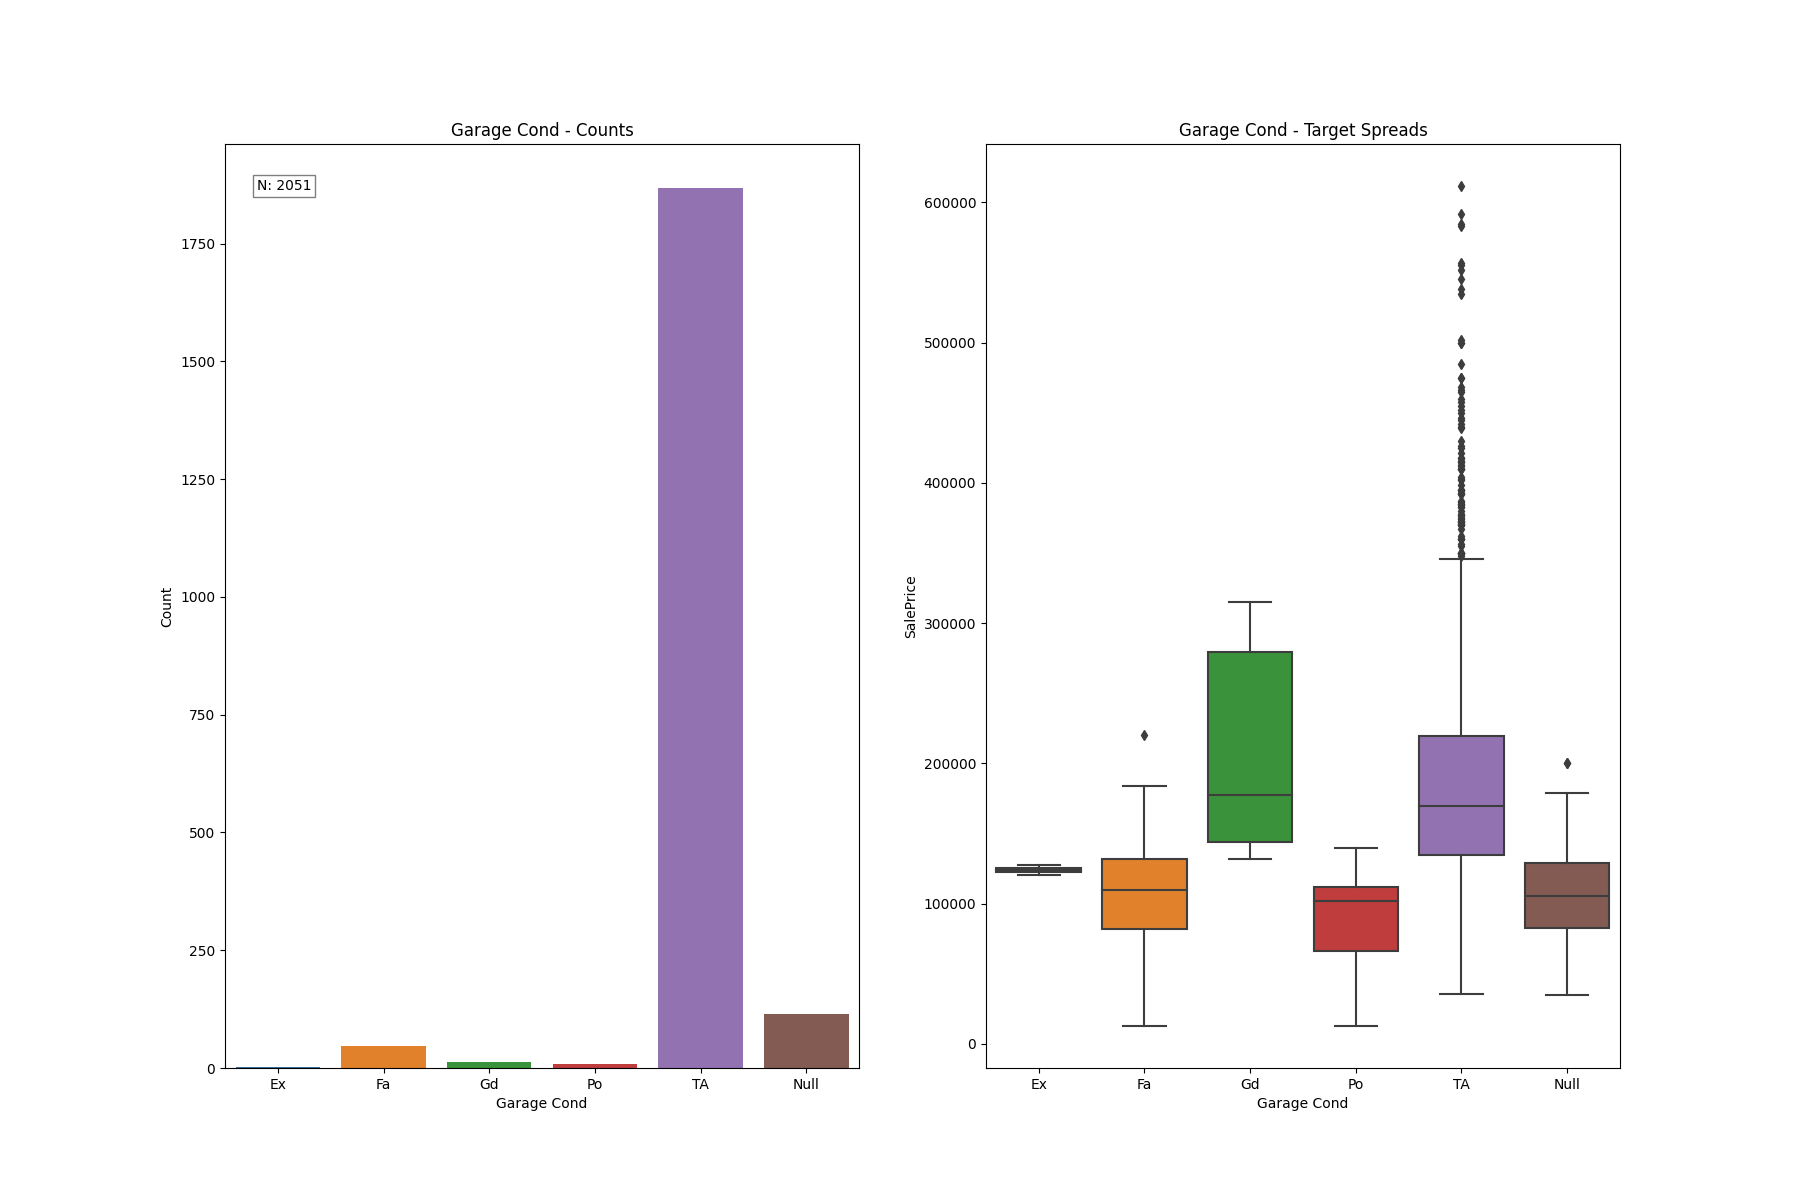 Garage Cond - Counts
N: 2051
1750
1500
1250
1000
750
500
250
0
Count
Ex Fa Gd Po TA Null
Garage Cond
Garage Cond - Target Spreads
600000
500000
400000
300000
200000
100000
0
SalePrice
Ex Fa Gd Po TA Null
Garage Cond